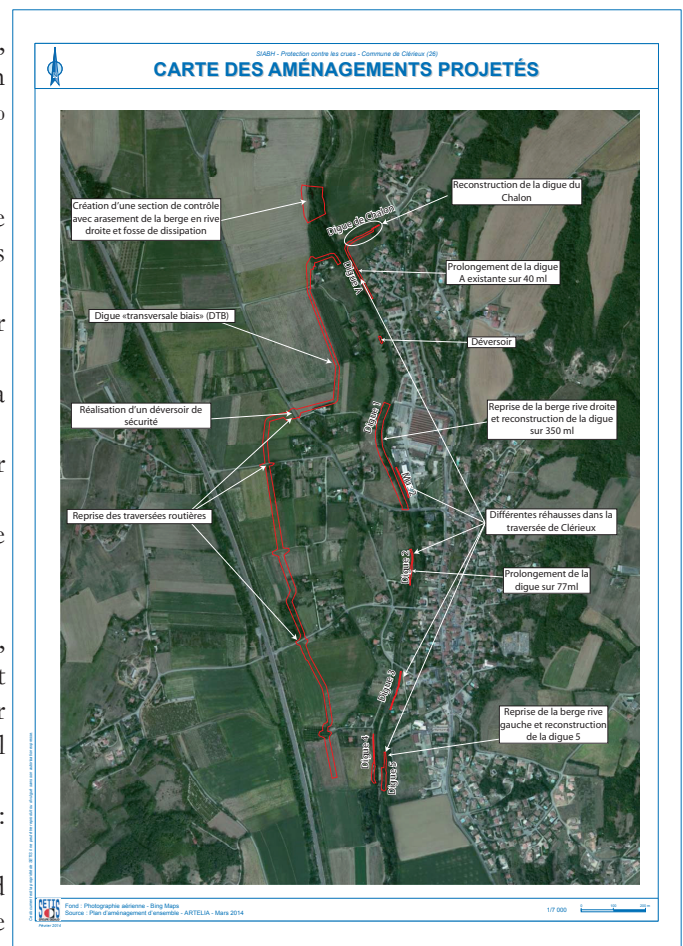 ,
n
%
e
s
r
a
r
e
,
t
r
l
:
d
e
SIABH - Protection contre les crues - Commune de Clérieux (26)
CARTE DES AMÉNAGEMENTS PROJETÉS
Création d'une section de contrôle
avec arasement de la berge en rive
droite et fosse de dissipation
Reconstruction de la digue du
Chalon
Digue de Chalon
Digue A
Prolongement de la digue
A existante sur 40 ml
Digue «transversale biais» (DTB)
Déversoir
Réalisation d'un déversoir de
sécurité
Digue 1
Reprise de la berge rive droite
et reconstruction de la digue
sur 350 ml
Reprise des traversées routières
Différentes réhausses dans la
traversée de Clérieux
Digue 2
Prolongement de la
digue sur 77ml
Digue 3
Reprise de la berge rive
gauche et reconstruction
de la digue 5
Digue 4
Digue 5
SETIS
Février 2014
Fond : Photographie aérienne - Bing Maps
Source : Plan d'aménagement d'ensemble - ARTELIA - Mars 2014
1/7 000
0 100 200 m